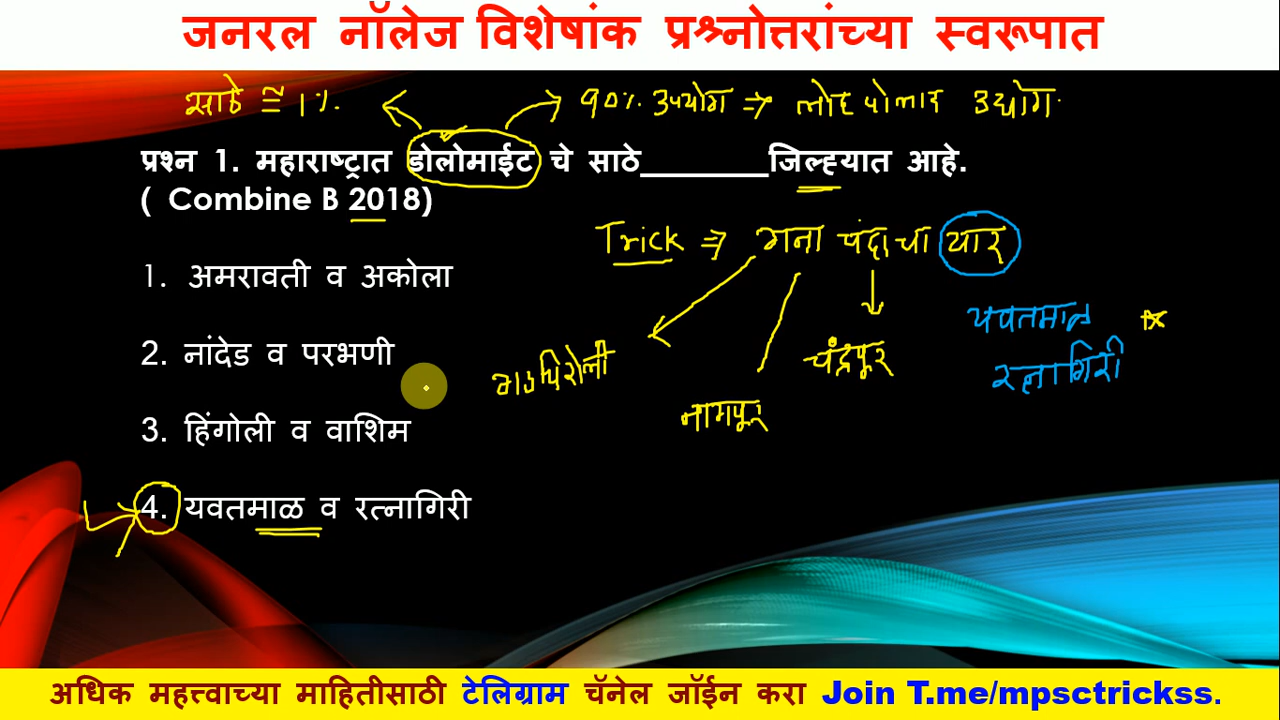 जनरल नॉलेज विशेषांक प्रश्नोत्तरांच्या स्वरूपात
साठे ≅ 1%. ← → 90% उपयोग ⇒ लोह पोलाद उद्योग
प्रश्न 1. महाराष्ट्रात डोलोमाईट चे साठे________जिल्ह्यात आहे.
( Combine B 2018)
Trick ⇒ गना चंद्राचा यार
1. अमरावती व अकोला
यवतमाळ
रत्नागिरी
2. नांदेड व परभणी
गडचिरोली
चंद्रपूर
नागपूर
3. हिंगोली व वाशिम
4. यवतमाळ व रत्नागिरी
अधिक महत्त्वाच्या माहितीसाठी टेलिग्राम चॅनेल जॉईन करा Join T.me/mpsctrickss.